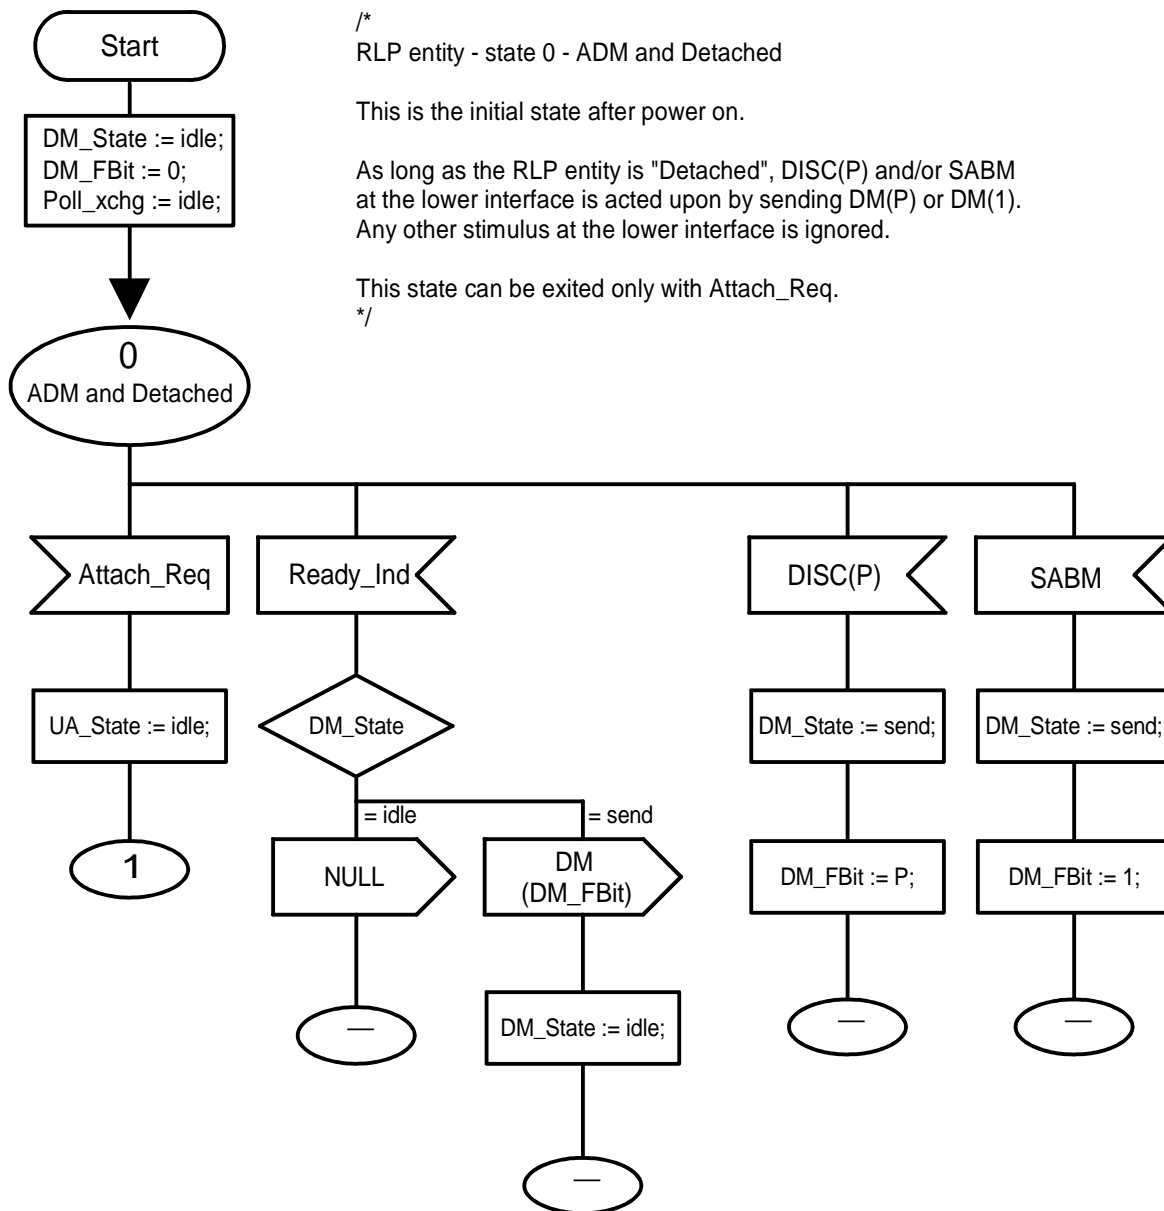 Start
/*
RLP entity - state 0 - ADM and Detached
This is the initial state after power on.
As long as the RLP entity is "Detached", DISC(P) and/or SABM
at the lower interface is acted upon by sending DM(P) or DM(1).
Any other stimulus at the lower interface is ignored.
This state can be exited only with Attach_Req.
*/
DM_State := idle;
DM_FBit := 0;
Poll_xchg := idle;
0
ADM and Detached
Attach_Req
Ready_Ind
DISC(P)
SABM
UA_State := idle;
DM_State
DM_State := send;
DM_State := send;
= idle
= send
1
NULL
DM
(DM_FBit)
DM_FBit := P;
DM_FBit := 1;
—
DM_State := idle;
—
—
—